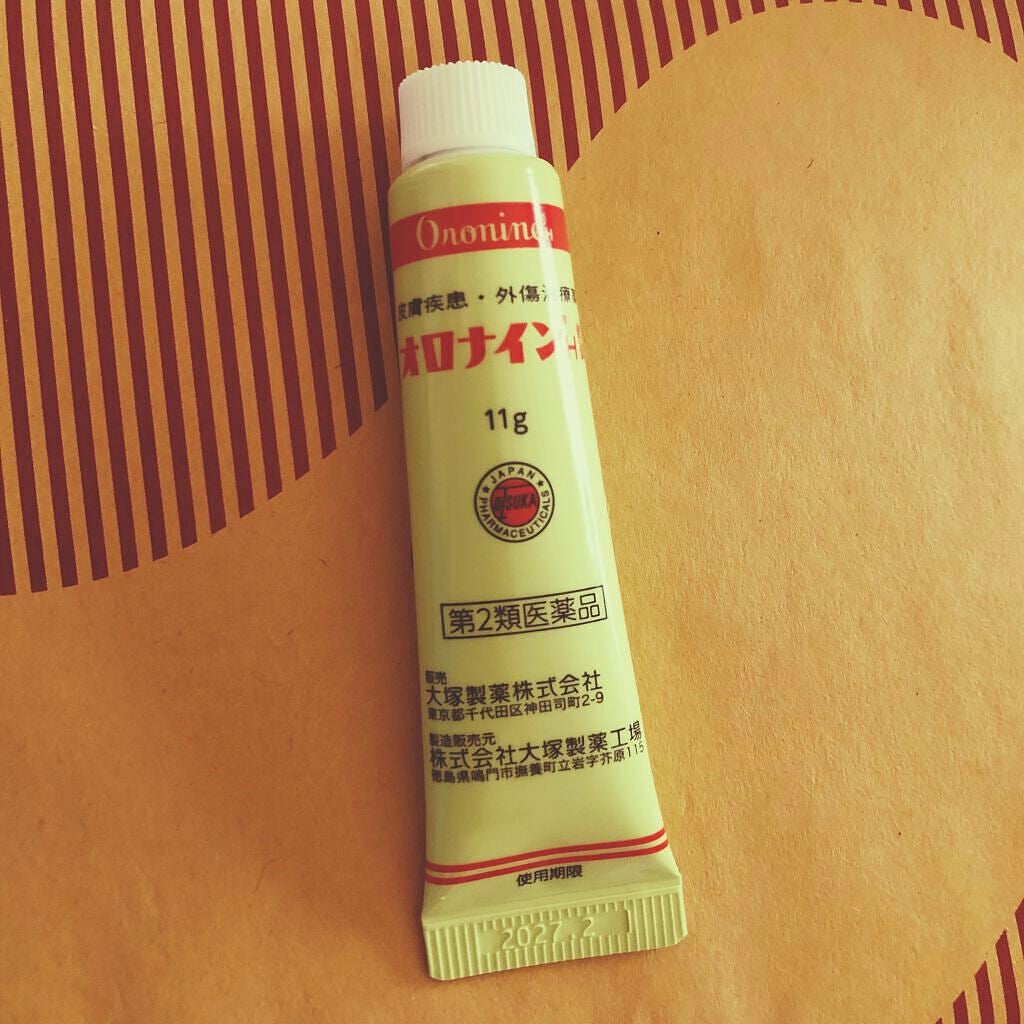 Oronine H
皮膚疾患・外傷治療薬
オロナインH
11g
★ JAPAN ★
OTSUKA
PHARMACEUTICALS
第2類医薬品
販売
大塚製薬株式会社
東京都千代田区神田司町2-9
製造販売元
株式会社大塚製薬工場
徳島県鳴門市撫養町立岩字芥原115
使用期限
2027.2